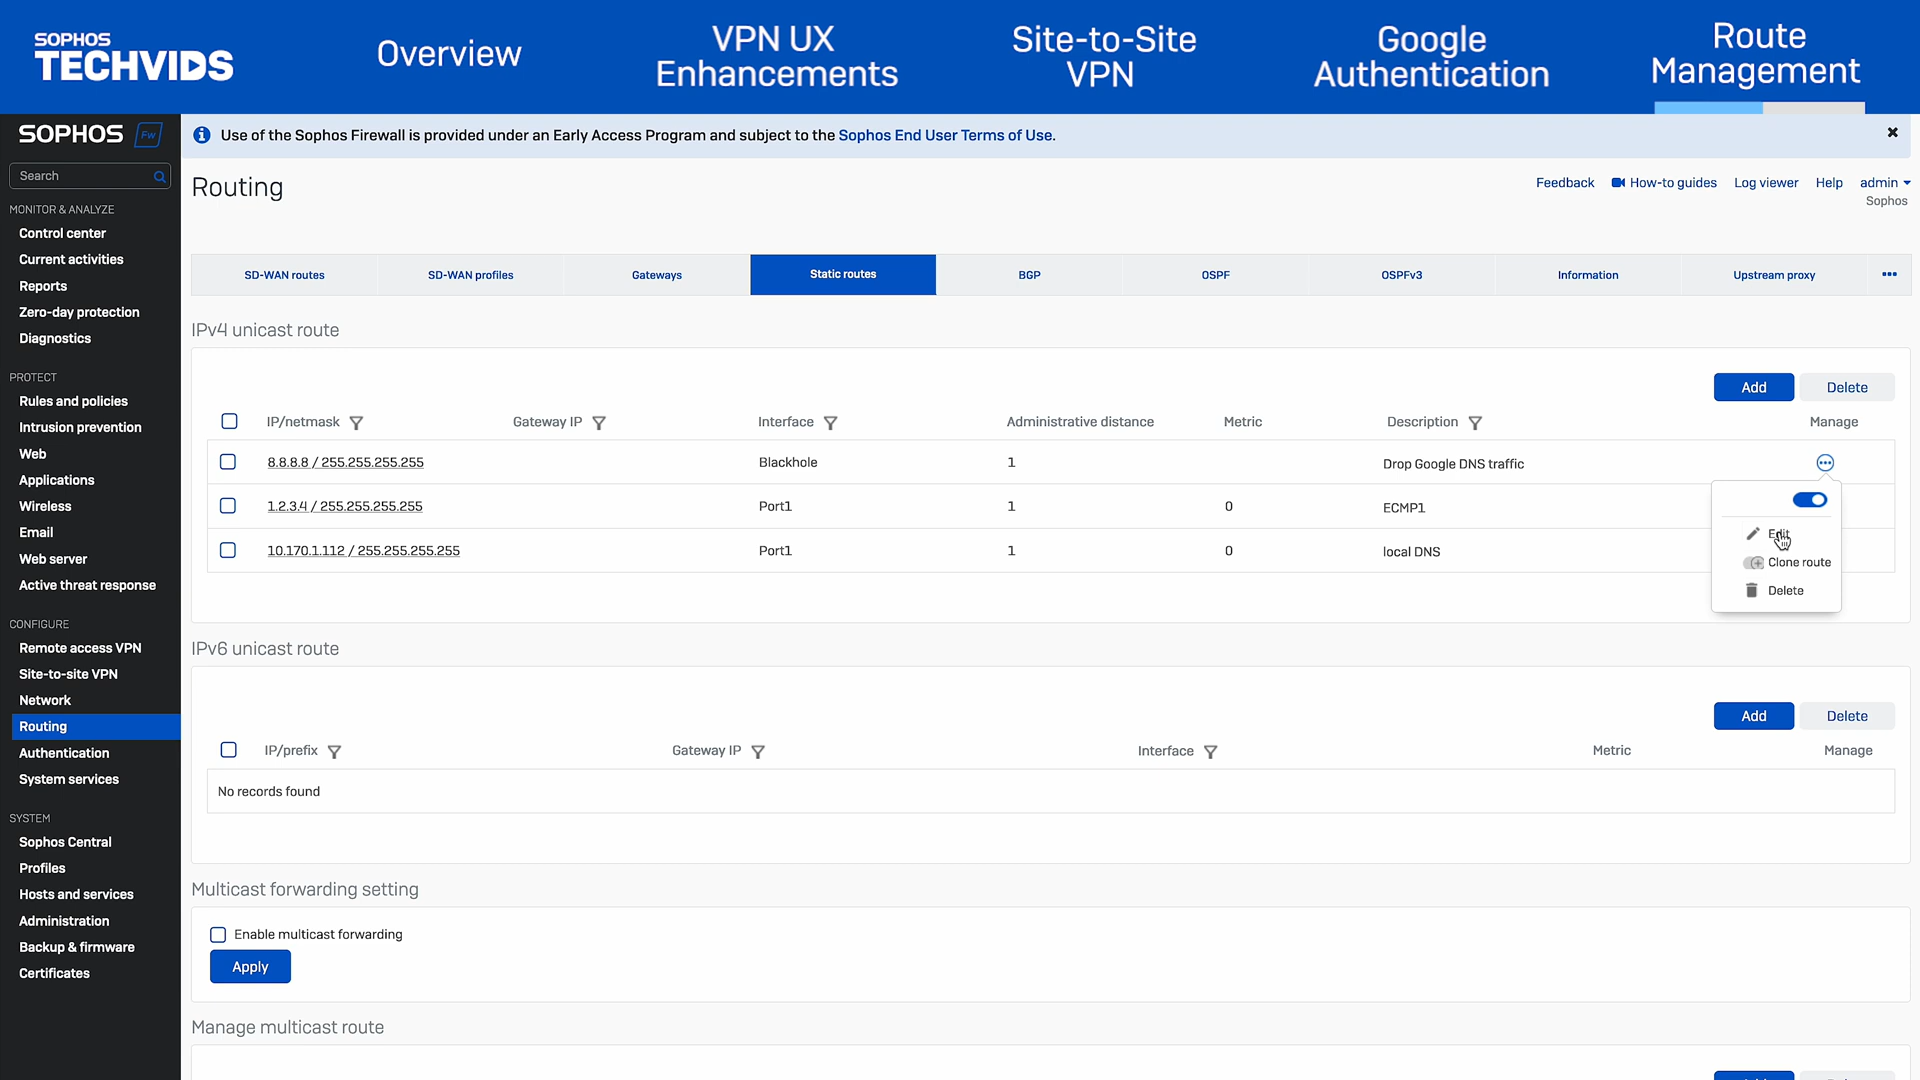 SOPHOS
TECHVIDS
Overview
VPN UX
Enhancements
Site-to-Site
VPN
Google
Authentication
Route
Management
SOPHOS Fw
Use of the Sophos Firewall is provided under an Early Access Program and subject to the Sophos End User Terms of Use.
Search
Routing
Feedback How-to guides Log viewer Help admin
Sophos
MONITOR & ANALYZE
Control center
Current activities
Reports
Zero-day protection
Diagnostics
PROTECT
Rules and policies
Intrusion prevention
Web
Applications
Wireless
Email
Web server
Active threat response
CONFIGURE
Remote access VPN
Site-to-site VPN
Network
Routing
Authentication
System services
SYSTEM
Sophos Central
Profiles
Hosts and services
Administration
Backup & firmware
Certificates
SD-WAN routes SD-WAN profiles Gateways Static routes BGP OSPF OSPFv3 Information Upstream proxy
IPv4 unicast route
Add Delete
IP/netmask Gateway IP Interface Administrative distance Metric Description Manage
8.8.8.8 / 255.255.255.255 Blackhole 1 Drop Google DNS traffic
1.2.3.4 / 255.255.255.255 Port1 1 0 ECMP1
10.170.1.112 / 255.255.255.255 Port1 1 0 local DNS
Edit
Clone route
Delete
IPv6 unicast route
Add Delete
IP/prefix Gateway IP Interface Metric Manage
No records found
Multicast forwarding setting
Enable multicast forwarding
Apply
Manage multicast route